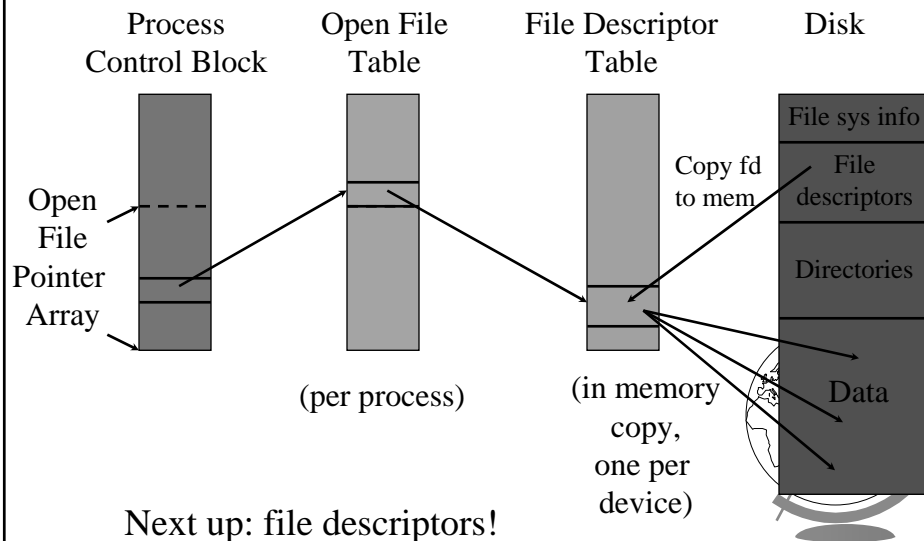 Process
Control Block
Open File
Table
File Descriptor
Table
Disk
File sys info
Copy fd
to mem
File
descriptors
Open
File
Pointer
Array
Directories
Data
(per process)
(in memory
copy,
one per
device)
Next up: file descriptors!